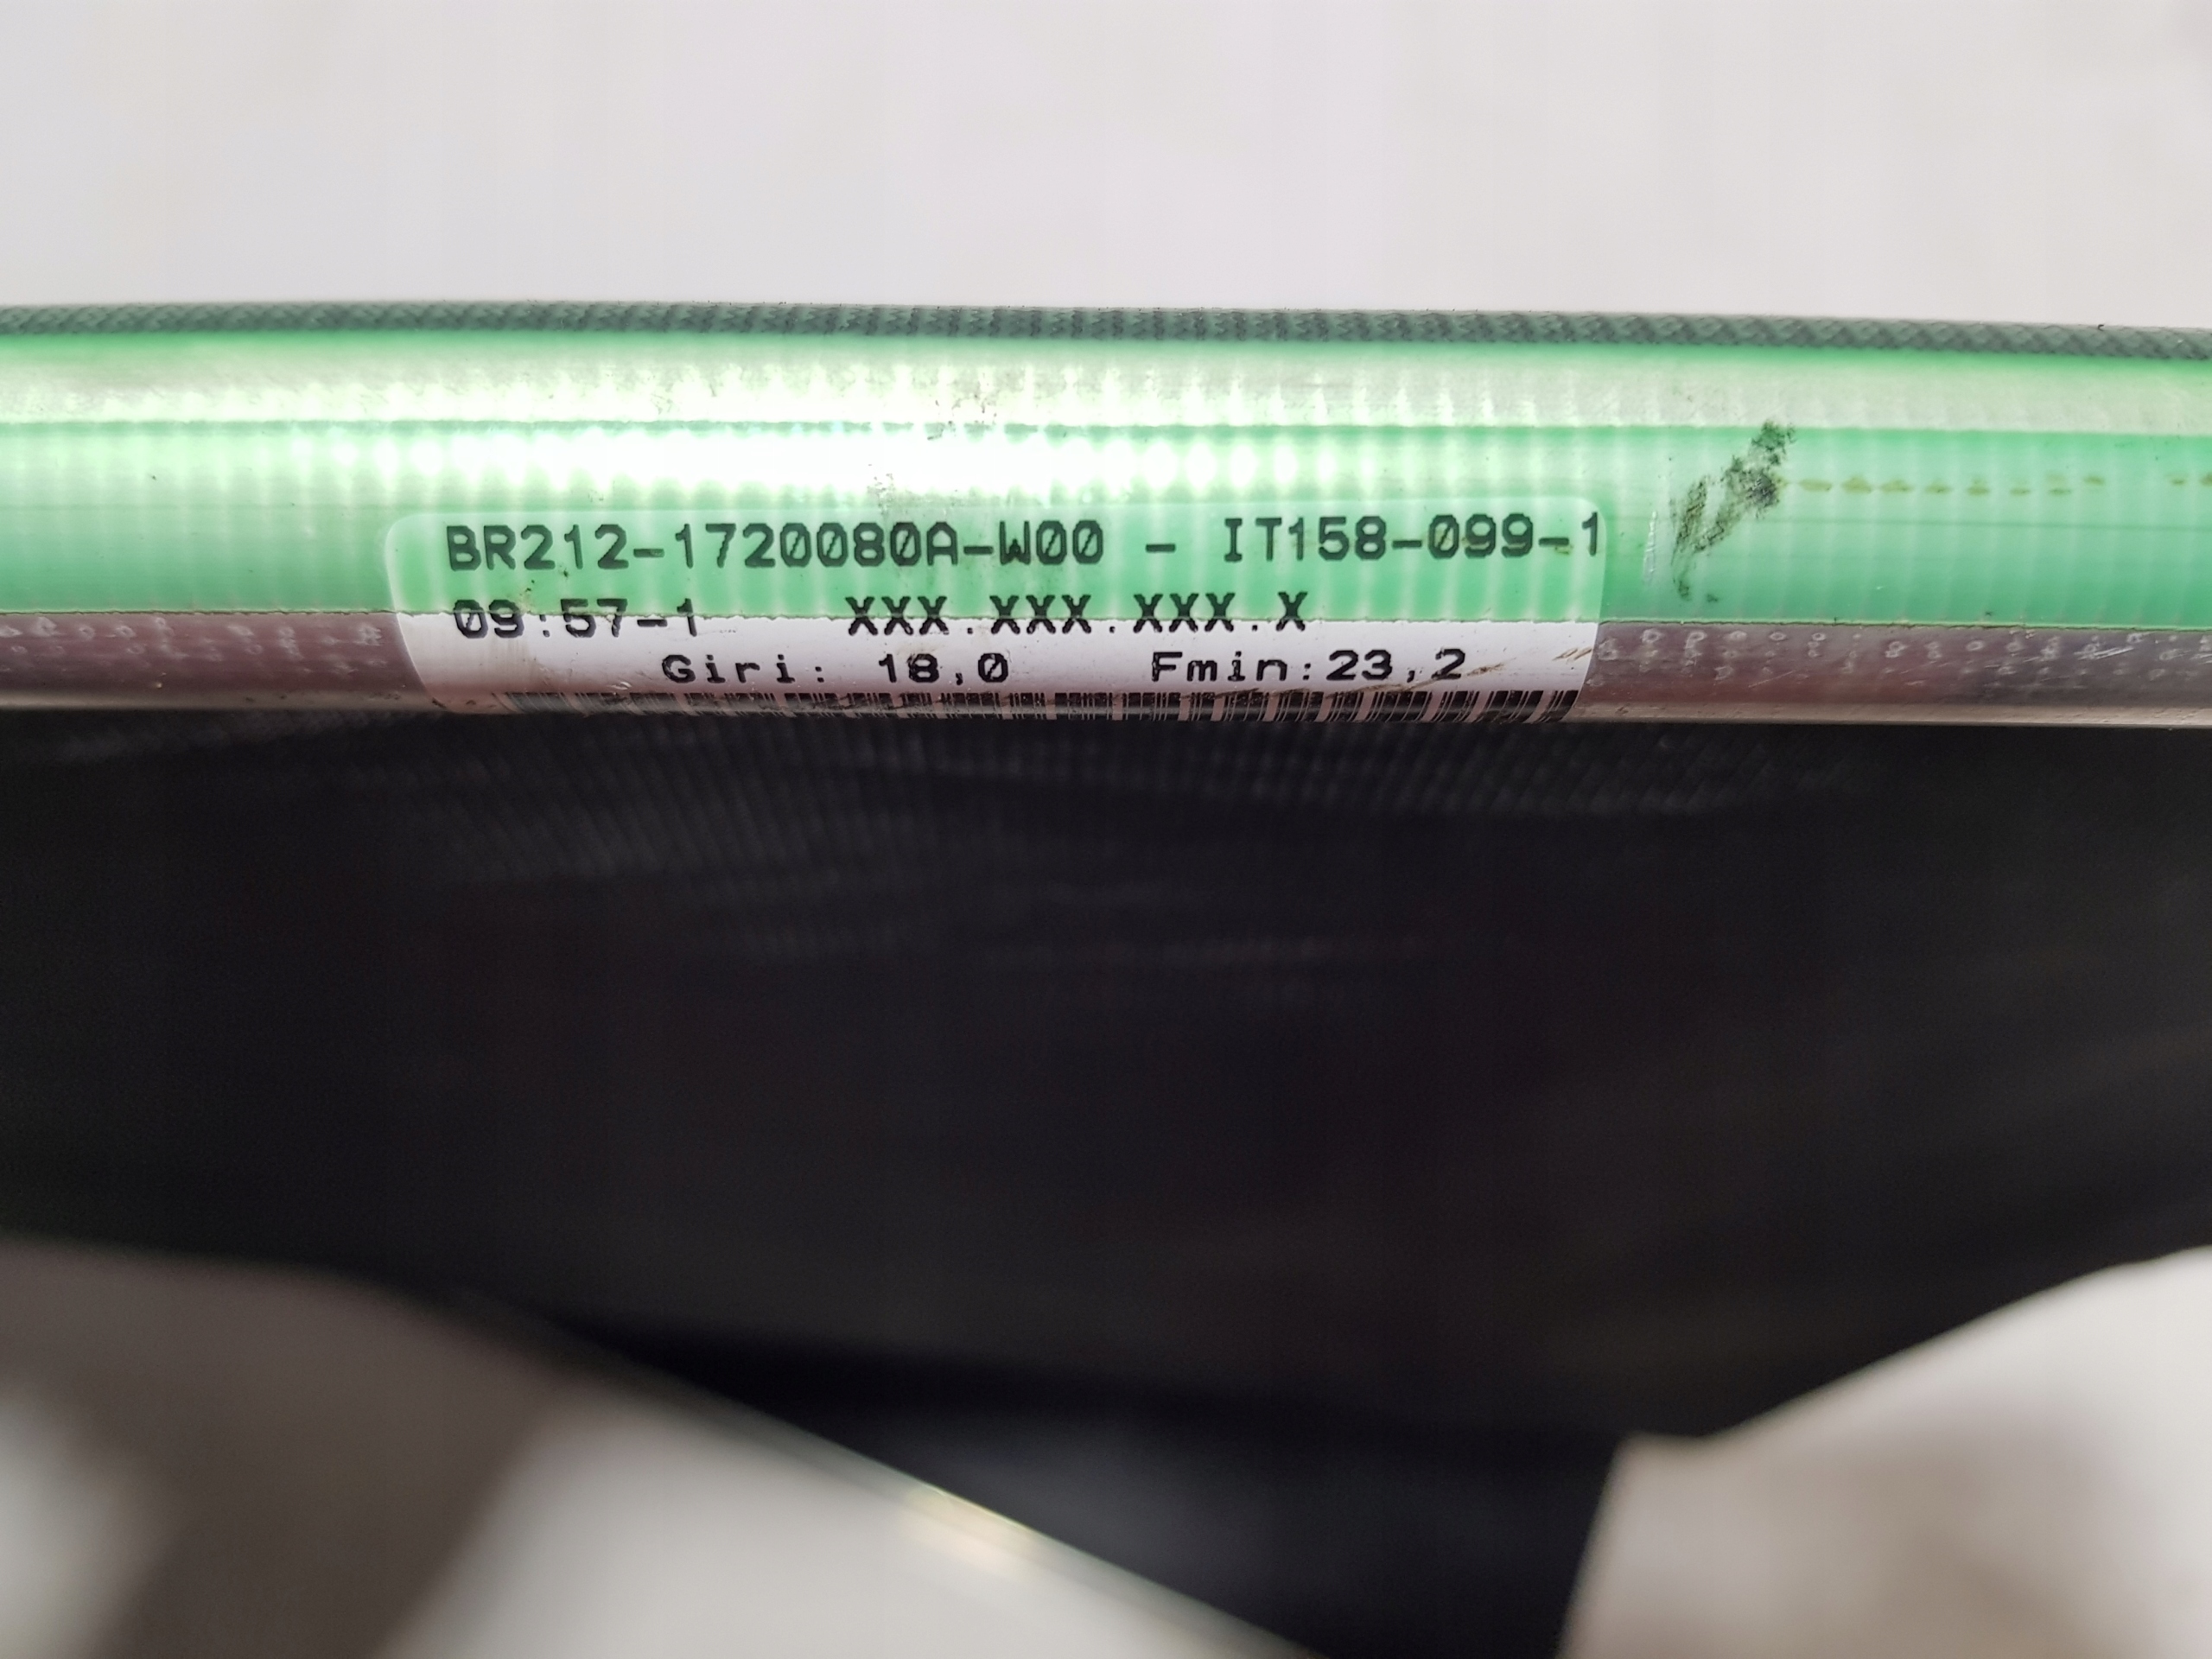 BR212-1720080A-W00 - IT158-099-1
09:57-1 XXX.XXX.XXX.X
Giri: 18,0 Fmin:23,2